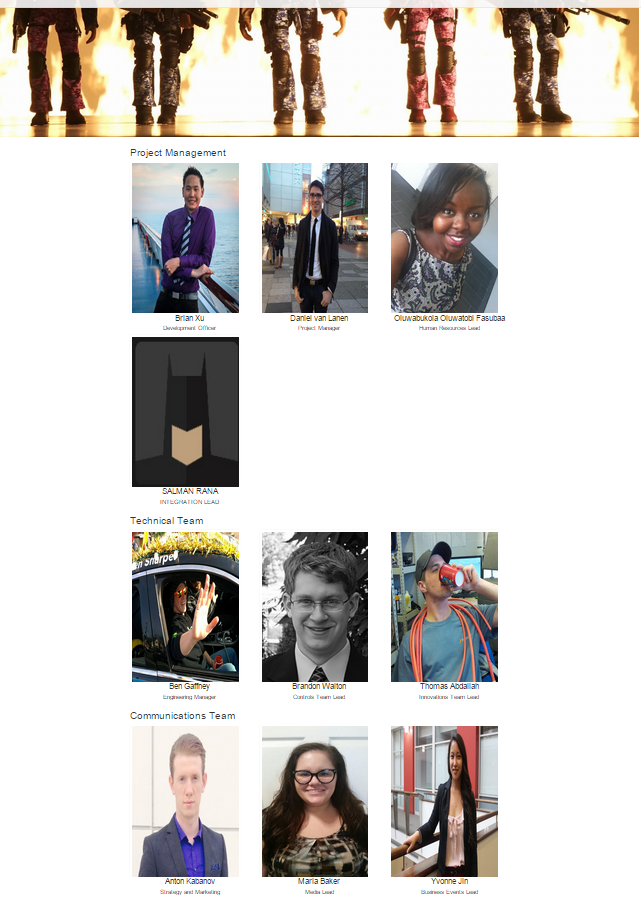 Project Management
Brian Xu
Development Officer
Daniel van Lanen
Project Manager
Oluwabukola Oluwatobi Fasubaa
Human Resources Lead
SALMAN RANA
INTEGRATION LEAD
Technical Team
en Sharpe
Ben Gaffney
Engineering Manager
Brandon Walton
Controls Team Lead
Thomas Abdallah
Innovations Team Lead
Communications Team
Anton Kabanov
Strategy and Marketing
Maria Baker
Media Lead
Yvonne Jin
Business Events Lead